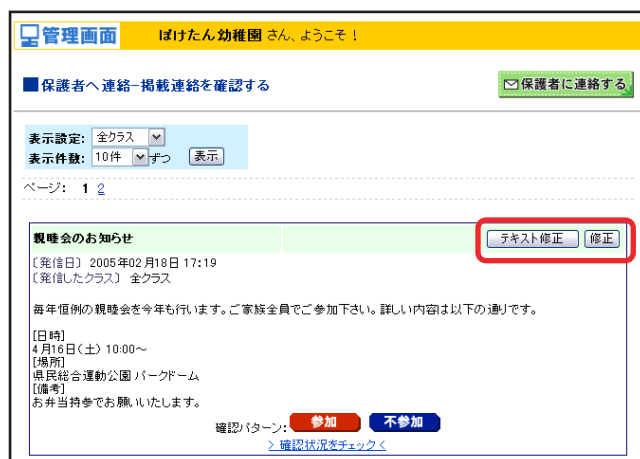 管理画面 ぽけたん幼稚園 さん、ようこそ！
■保護者へ連絡-掲載連絡を確認する 保護者に連絡する
表示設定: 全クラス
表示件数: 10件 ずつ 表示
ページ: 1 2
親睦会のお知らせ テキスト修正 修正
〔発信日〕 2005年02月18日 17:19
〔発信したクラス〕 全クラス
毎年恒例の親睦会を今年も行います。ご家族全員でご参加下さい。詳しい内容は以下の通りです。
[日時]
4月16日(土) 10:00～
[場所]
県民総合運動公園 パークドーム
[備考]
お弁当持参でお願いいたします。
確認パターン: 参加 不参加
> 確認状況をチェック <